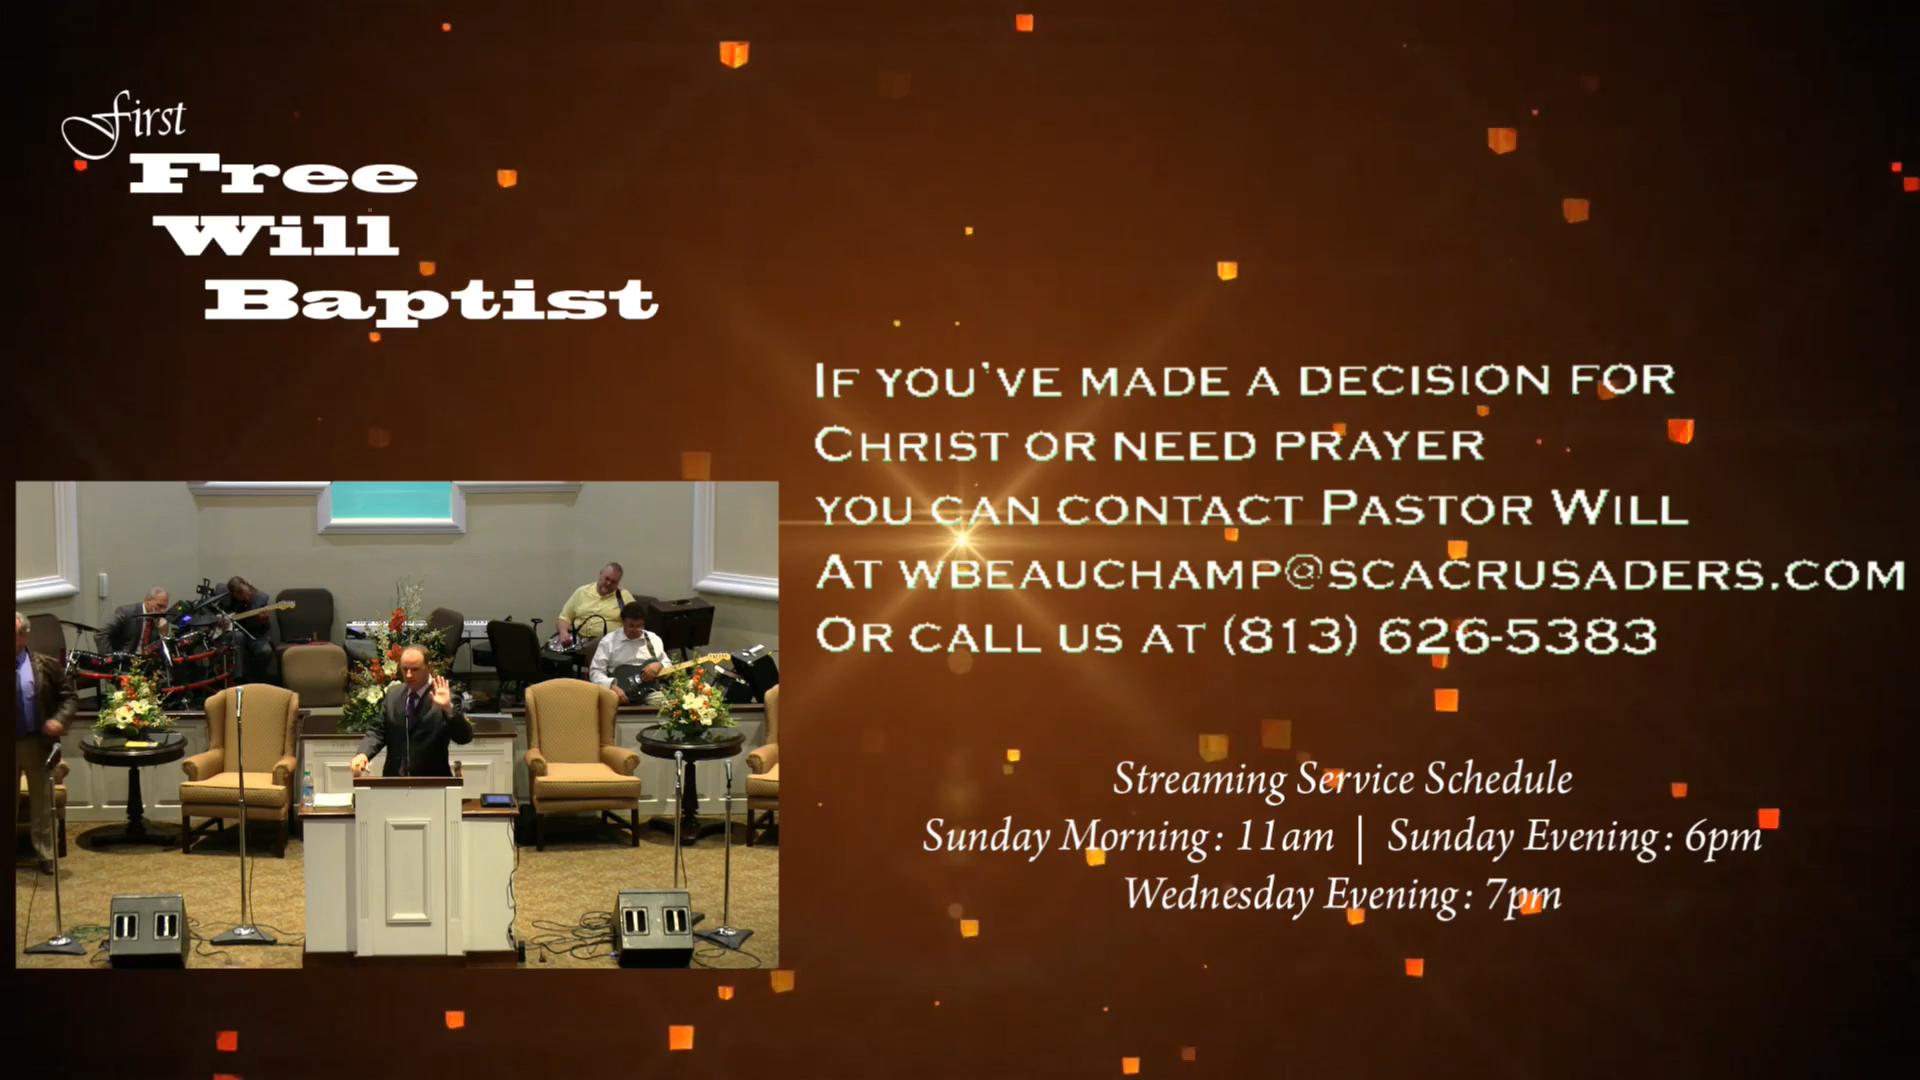 First
Free
Will
Baptist
If you've made a decision for
Christ or need prayer
you can contact Pastor Will
At wbeauchamp@scacrusaders.com
Or call us at (813) 626-5383
Streaming Service Schedule
Sunday Morning: 11am | Sunday Evening: 6pm
Wednesday Evening: 7pm